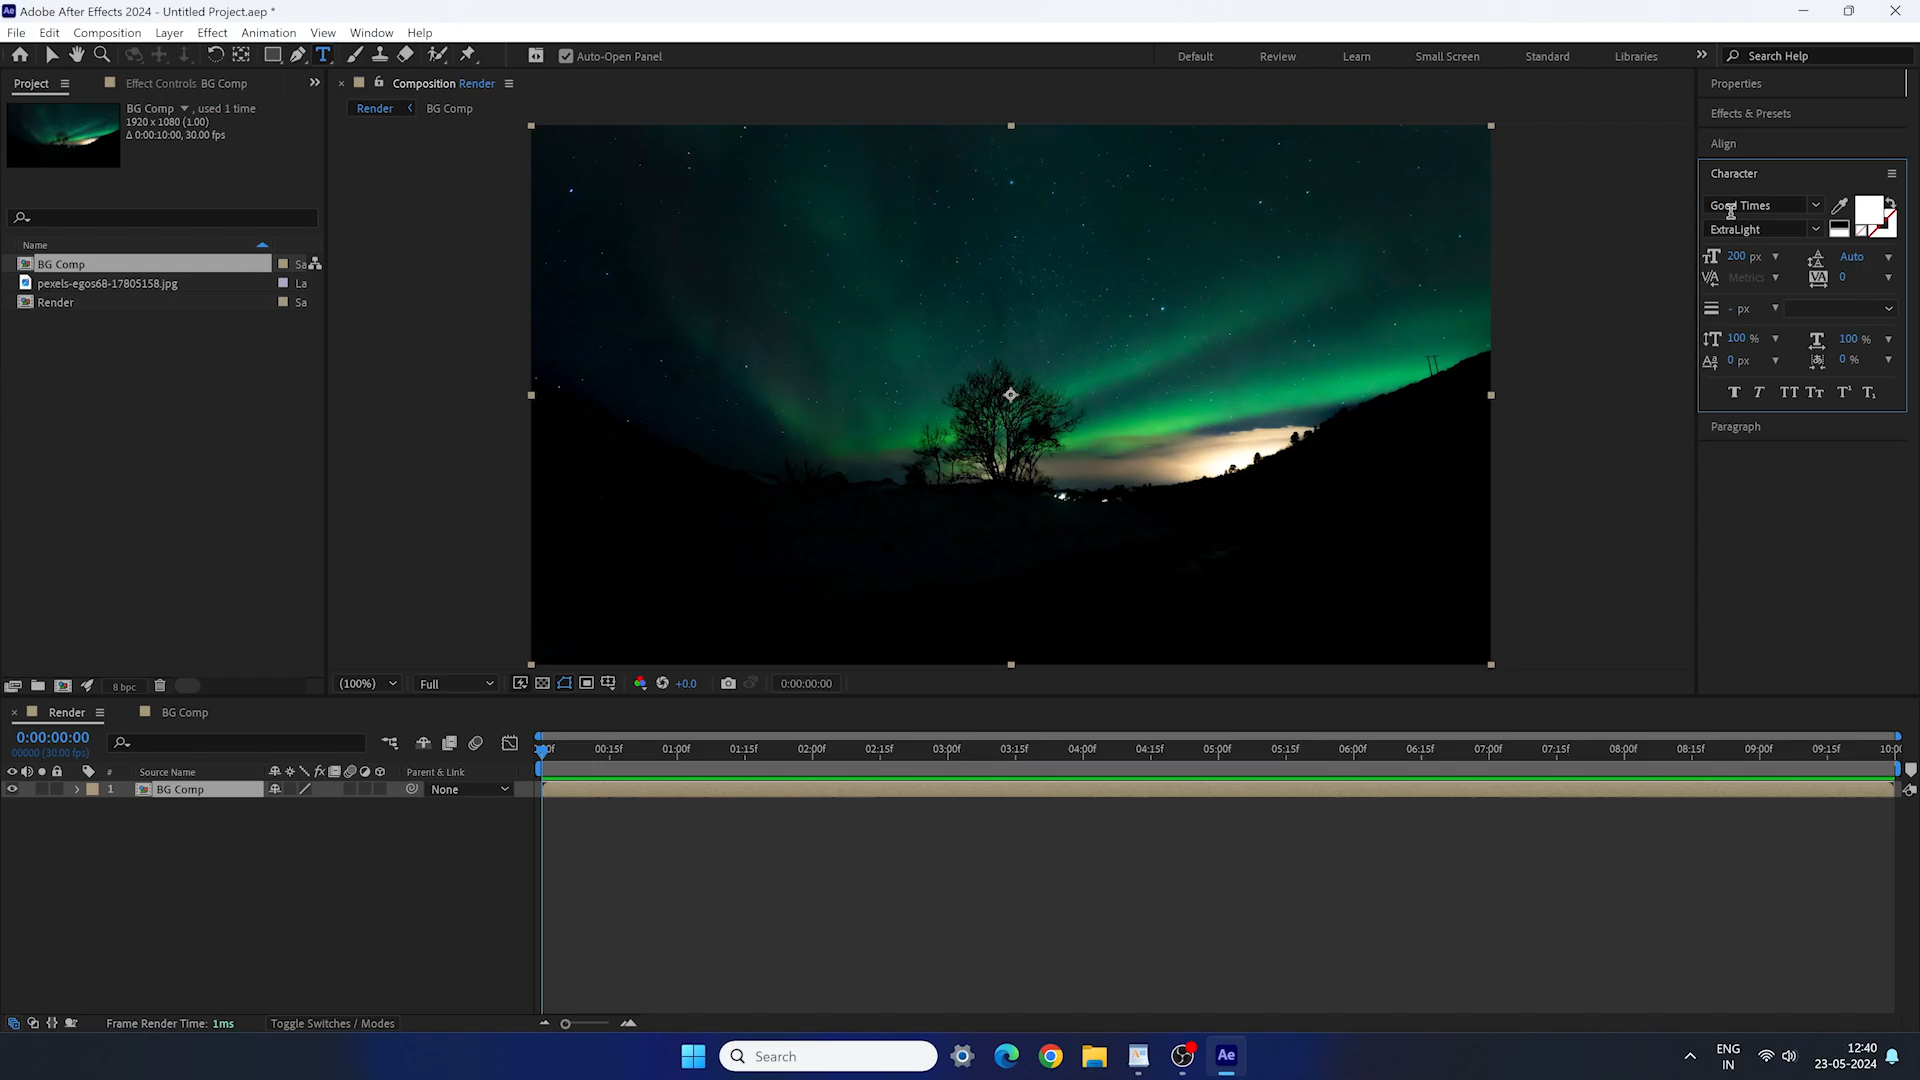 Adobe After Effects 2024 - Untitled Project.aep *
File Edit Composition Layer Effect Animation View Window Help
Auto-Open Panel Default Review Learn Small Screen Standard Libraries Search Help
Project Effect Controls BG Comp Composition Render Properties
BG Comp , used 1 time
1920 x 1080 (1.00)
Δ 0:00:10:00, 30.00 fps
Render BG Comp
Effects & Presets
Align
Character
Good Times
ExtraLight
200 px Auto
Metrics 0
- px
100 % 100 %
0 px 0 %
Paragraph
Name
BG Comp Sa
pexels-egos68-17805158.jpg La
Render Sa
8 bpc
(100%) Full +0.0 0:00:00:00
Render BG Comp
0:00:00:00
00000 (30.00 fps)
00:15f 01:00f 01:15f 02:00f 02:15f 03:00f 03:15f 04:00f 04:15f 05:00f 05:15f 06:00f 06:15f 07:00f 07:15f 08:00f 08:15f 09:00f 09:15f 10:00
# Source Name Parent & Link
1 BG Comp None
Frame Render Time: 1ms Toggle Switches / Modes
Search
ENG
IN
12:40
23-05-2024